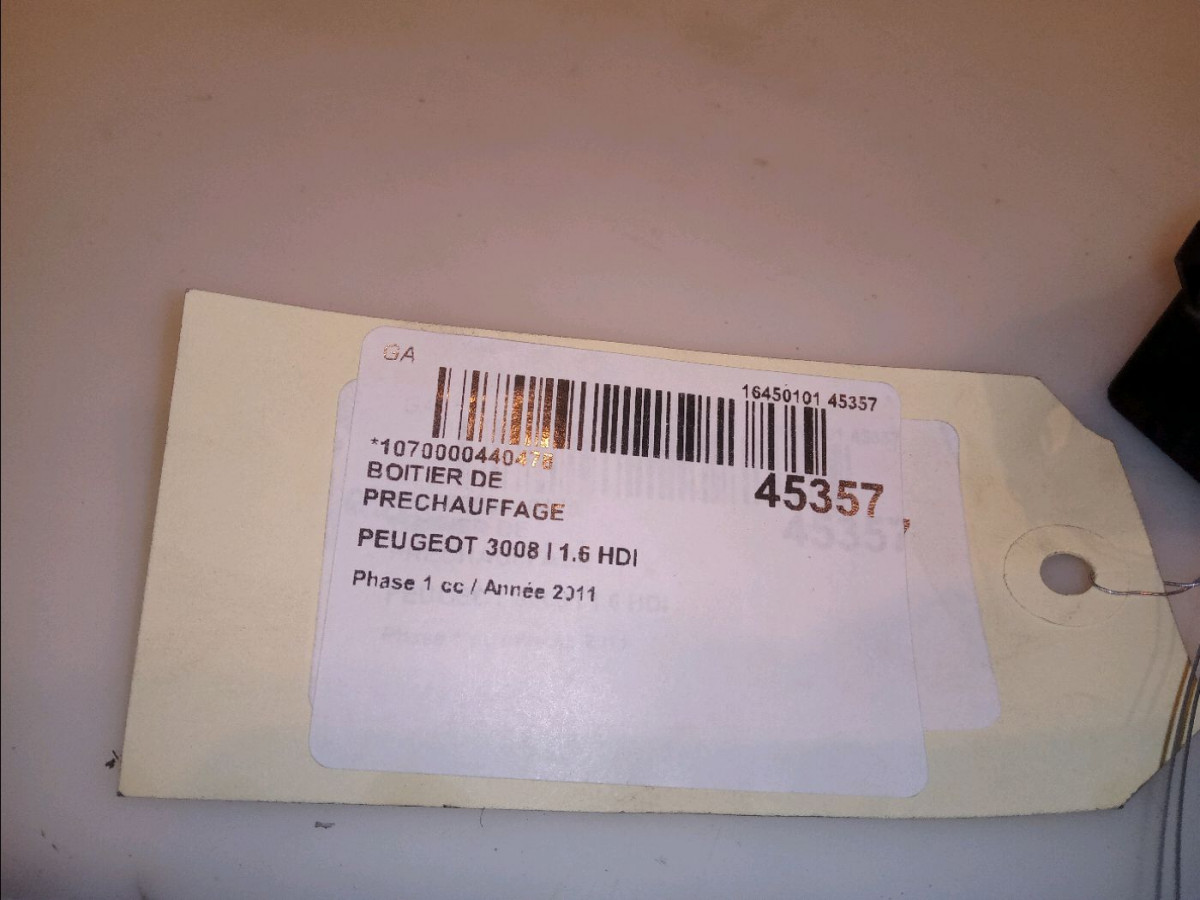 GA
16450101 45357
*1070000440478
BOITIER DE
PRECHAUFFAGE
45357
PEUGEOT 3008 I 1.6 HDI
Phase 1 cc / Année 2011